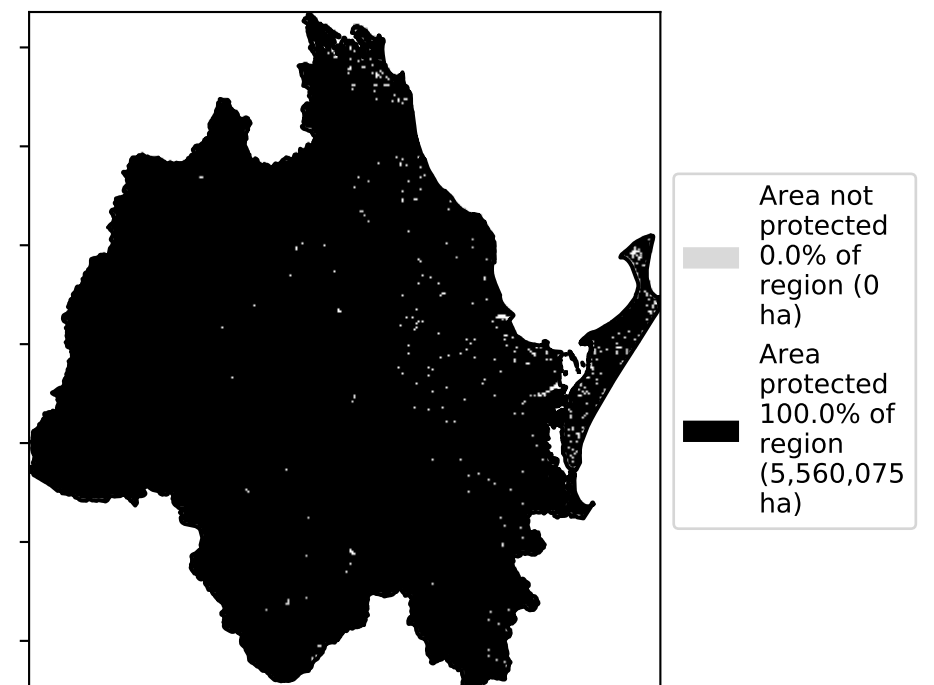 Area not
protected
0.0% of
region (0
ha)
Area
protected
100.0% of
region
(5,560,075
ha)